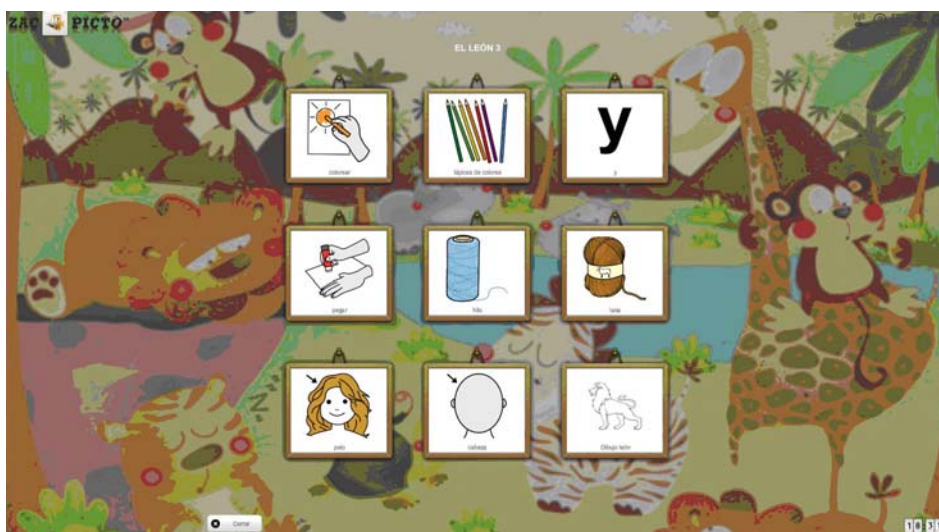 ZAC PICTO
EL LEÓN 3
colorear
lápices de colores
y
y
pegar
hilo
lana
pelo
cabeza
Dibujo león
Cerrar